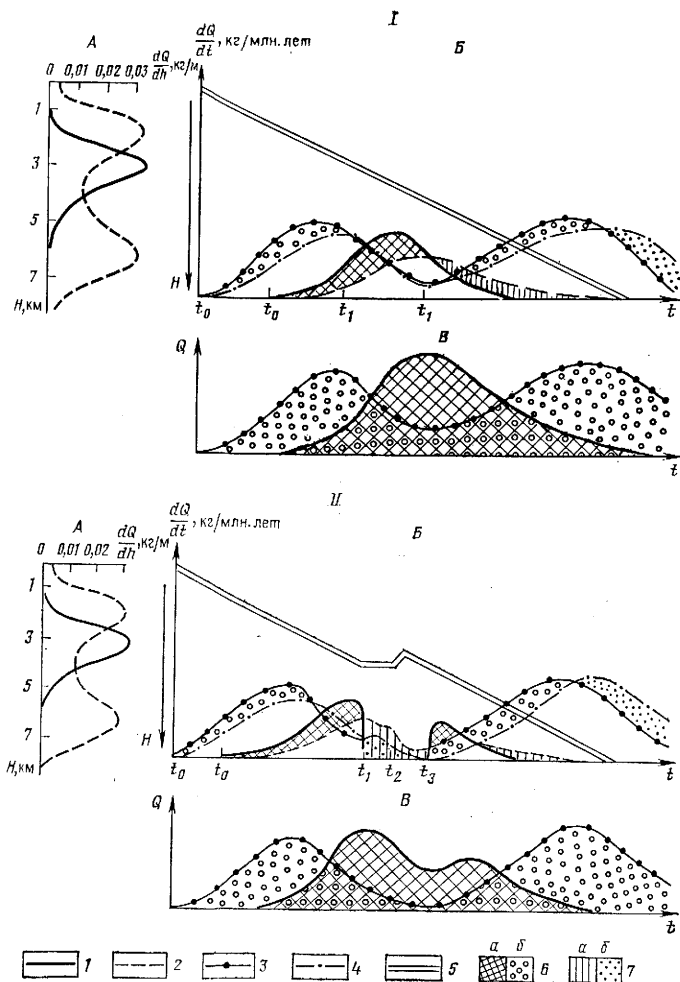 I
А
0 0,01 0,02 0,03 dQ/dh, кг/м
1
3
5
7
H, км
dQ/dt, кг/млн. лет
Б
H
t₀ t₀ t₁ t₁ t
В
Q
t
II
А
0 0,01 0,02 dQ/dh, кг/м
1
3
5
7
H, км
dQ/dt, кг/млн. лет
Б
H
t₀ t₀ t₁ t₂ t₃ t
В
Q
t
а б а б
1 2 3 4 5 6 7